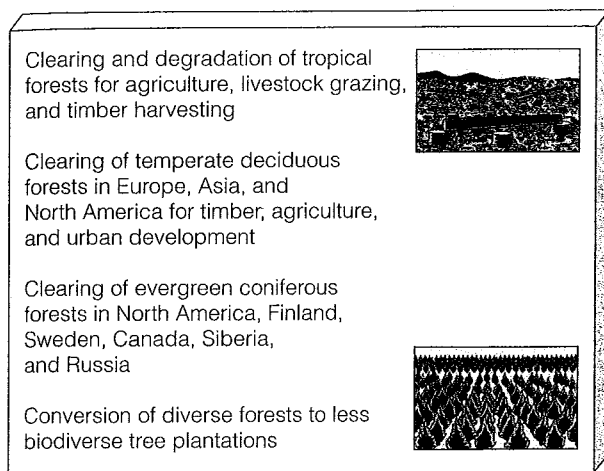 Clearing and degradation of tropical
forests for agriculture, livestock grazing,
and timber harvesting
Clearing of temperate deciduous
forests in Europe, Asia, and
North America for timber, agriculture,
and urban development
Clearing of evergreen coniferous
forests in North America, Finland,
Sweden, Canada, Siberia,
and Russia
Conversion of diverse forests to less
biodiverse tree plantations